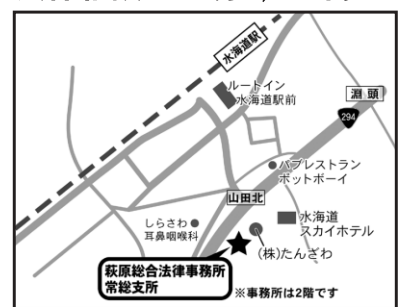 水海道駅
ルートイン
水海道駅前
淵頭
294
パブレストラン
ポットボーイ
山田北
しらさわ
耳鼻咽喉科
水海道
スカイホテル
(株)たんざわ
萩原総合法律事務所
常総支所
※事務所は2階です